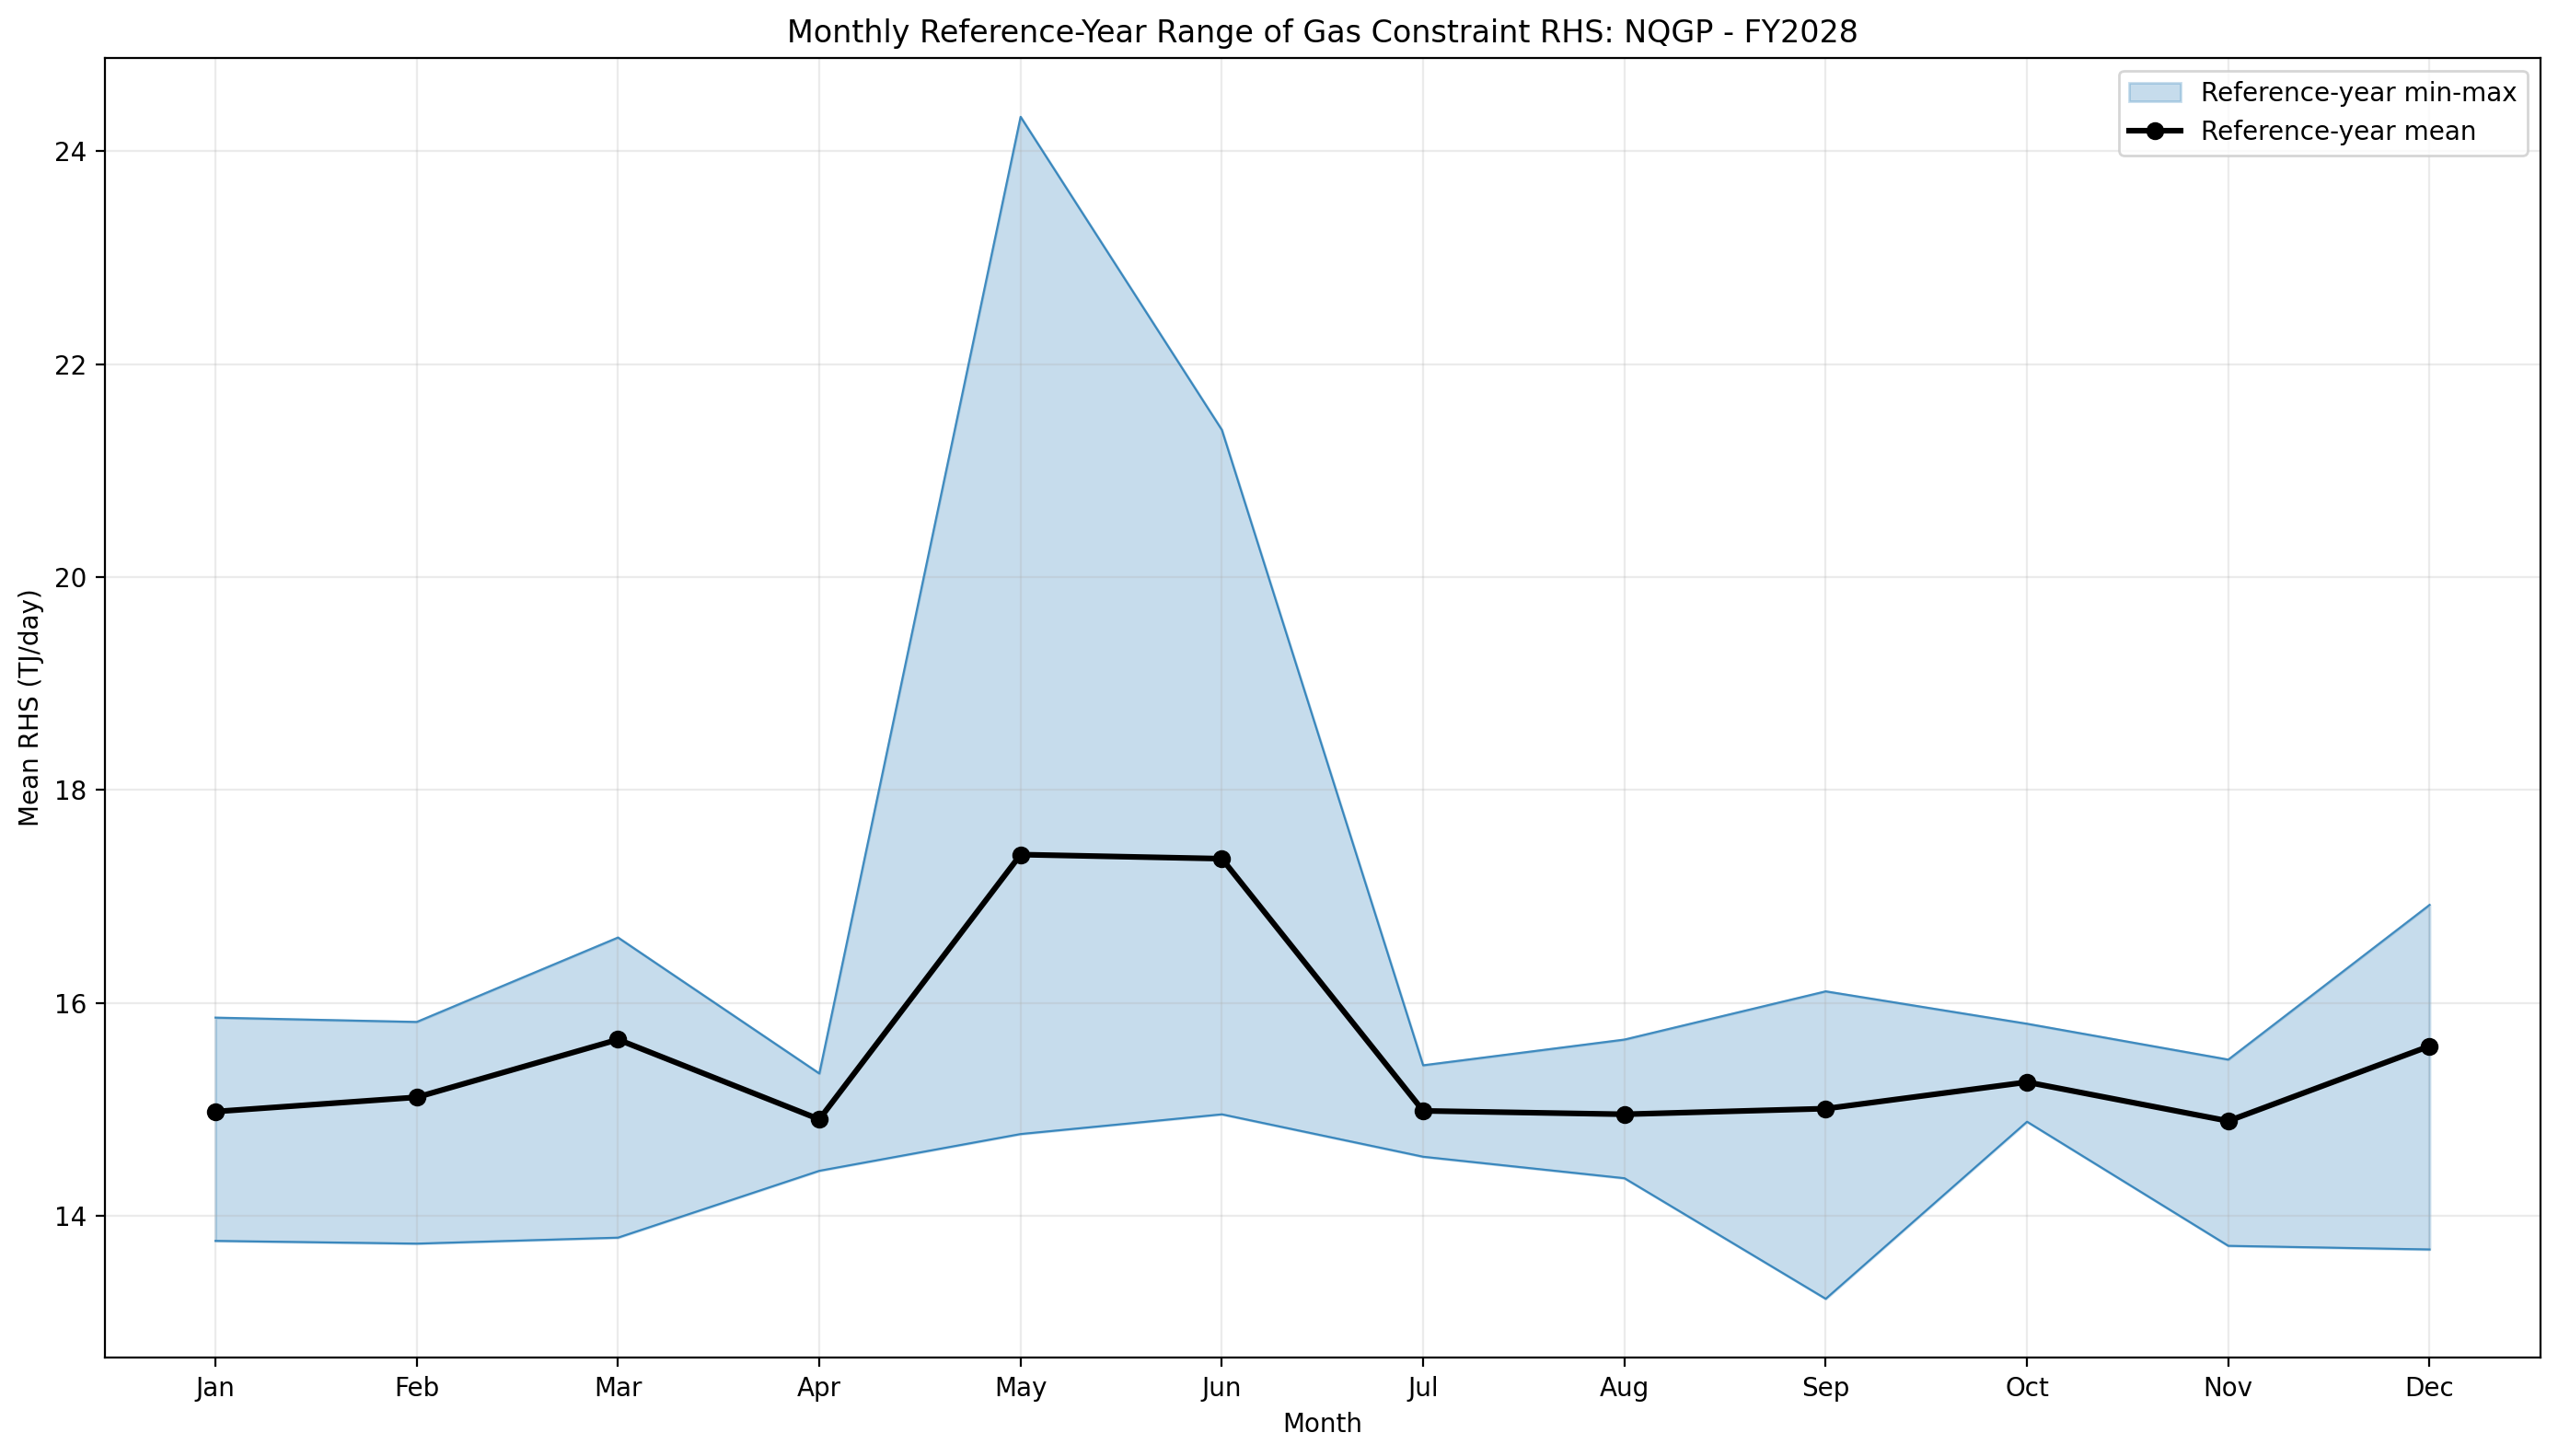 Monthly Reference-Year Range of Gas Constraint RHS: NQGP - FY2028
Reference-year min-max
Reference-year mean
Mean RHS (TJ/day)
24
22
20
18
16
14
Jan Feb Mar Apr May Jun Jul Aug Sep Oct Nov Dec
Month